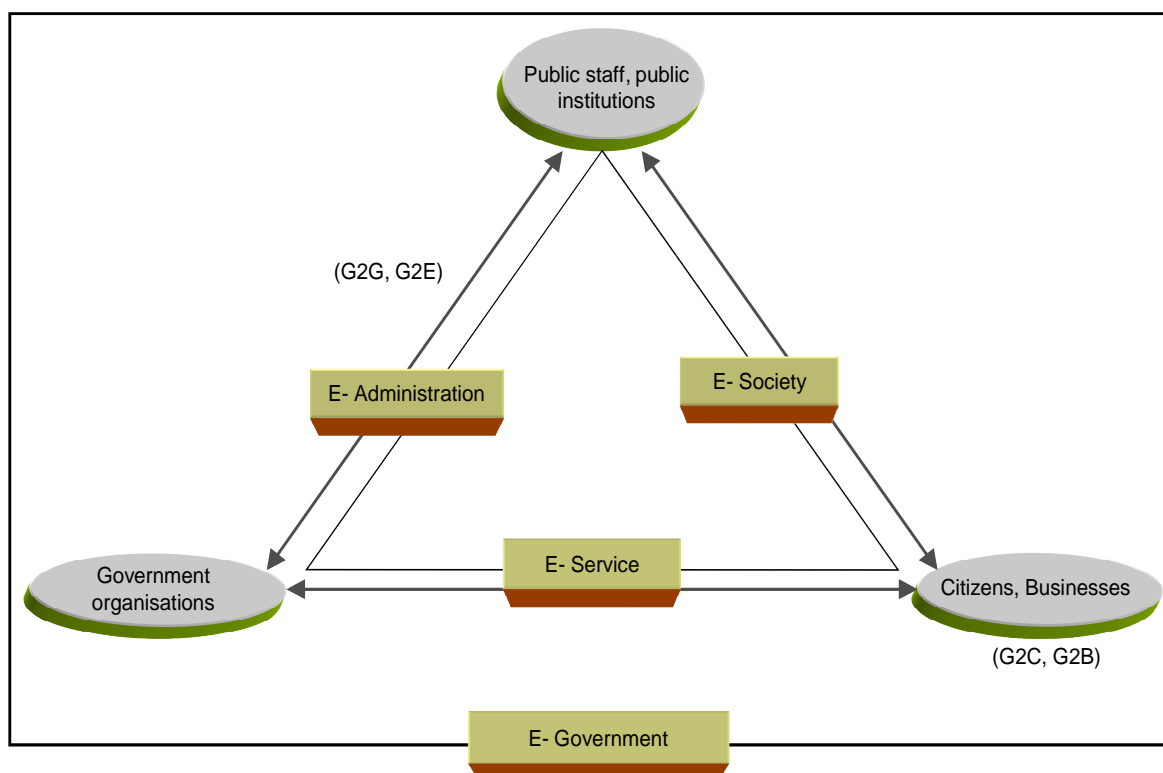 Public staff, public
institutions
(G2G, G2E)
E- Administration
E- Society
E- Service
Government
organisations
Citizens, Businesses
(G2C, G2B)
E- Government